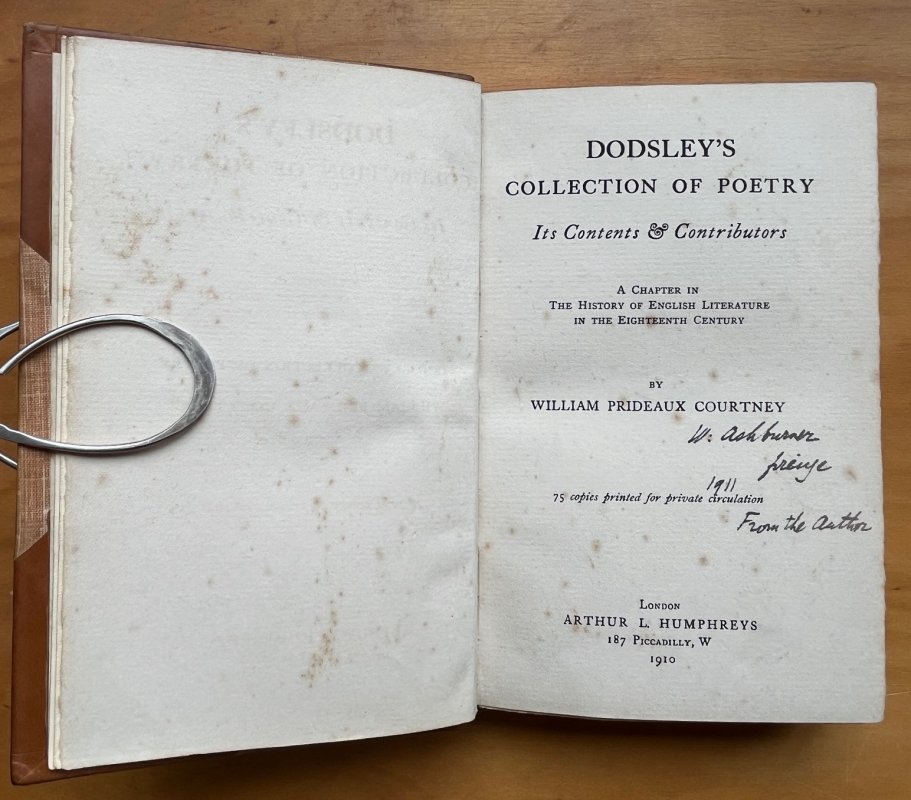 DODSLEY'S
COLLECTION OF POETRY
Its Contents & Contributors
A CHAPTER IN
THE HISTORY OF ENGLISH LITERATURE
IN THE EIGHTEENTH CENTURY
BY
WILLIAM PRIDEAUX COURTNEY
W. Ashburner
firenze
1911
75 copies printed for private circulation
From the Author
LONDON
ARTHUR L. HUMPHREYS
187 PICCADILLY, W
1910